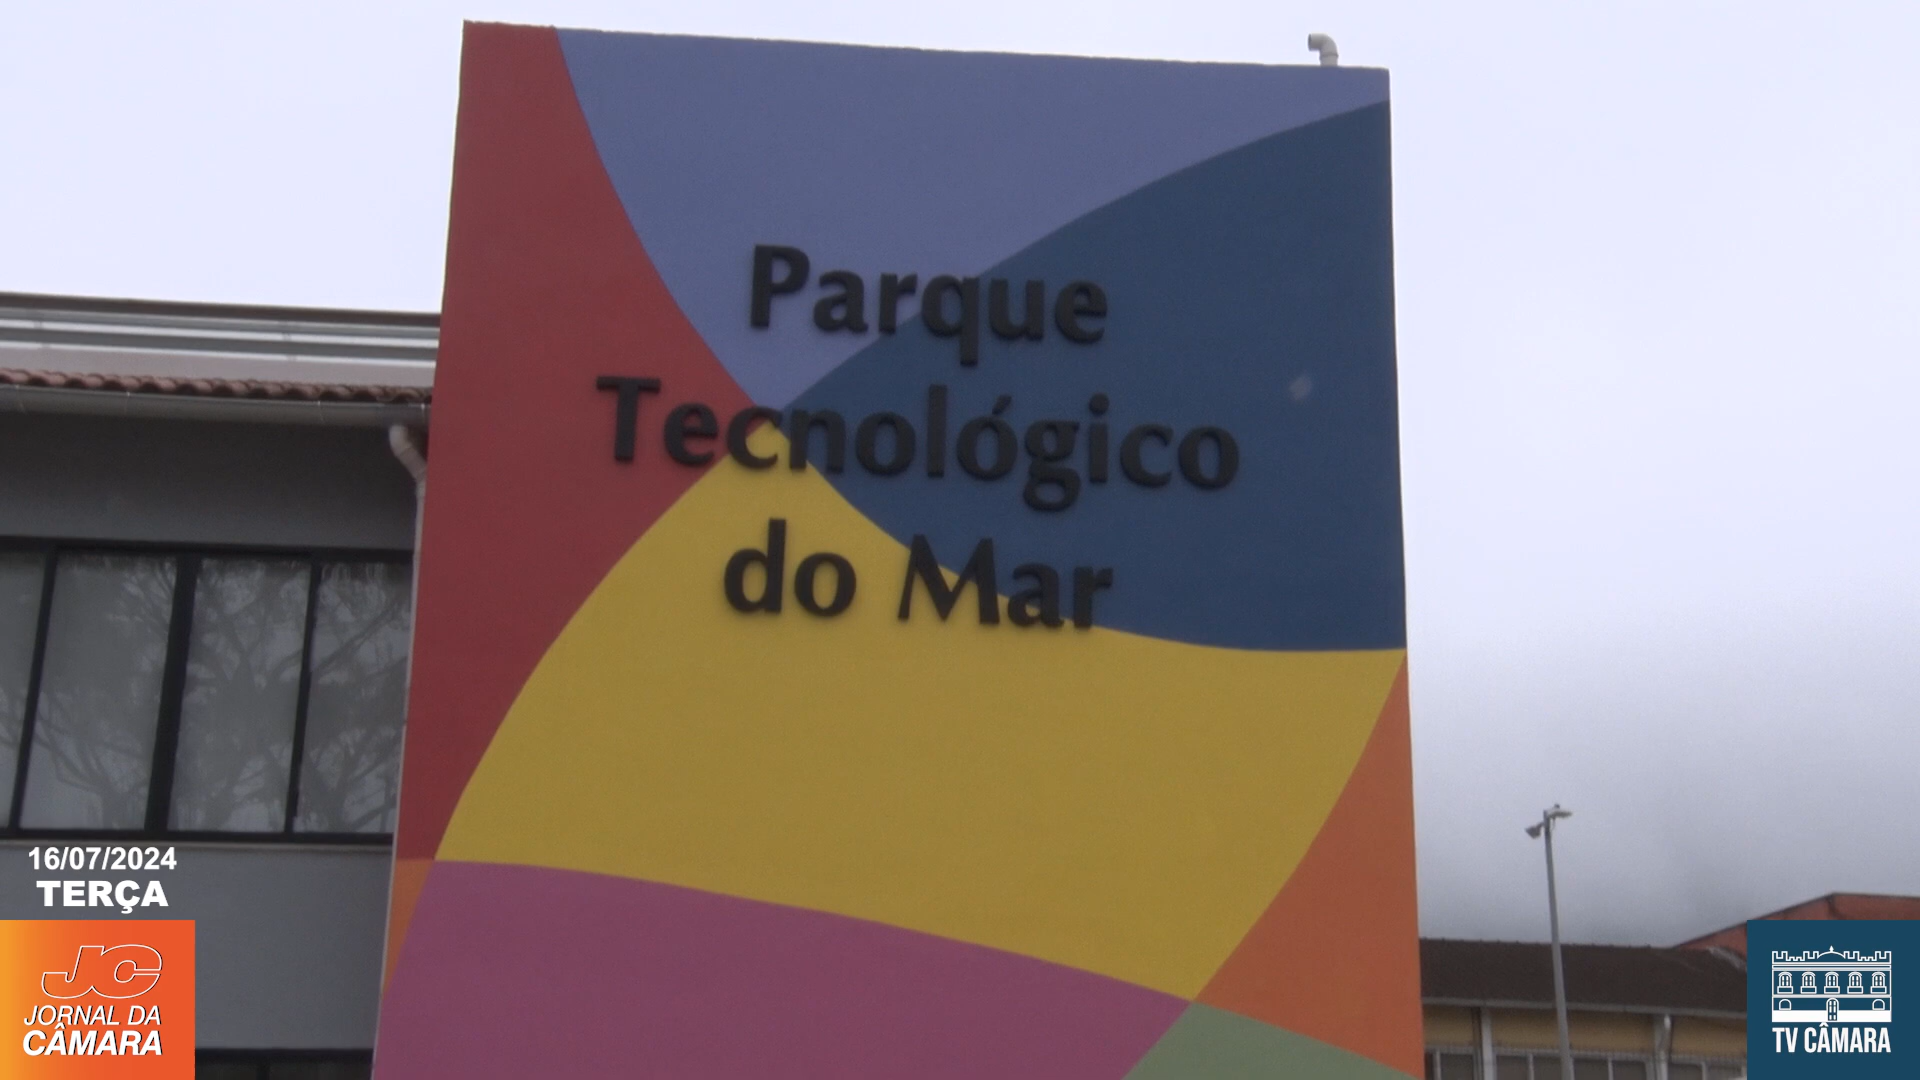 Parque
Tecnológico
do Mar
16/07/2024
TERÇA
JC
JORNAL DA
CÂMARA
TV CÂMARA